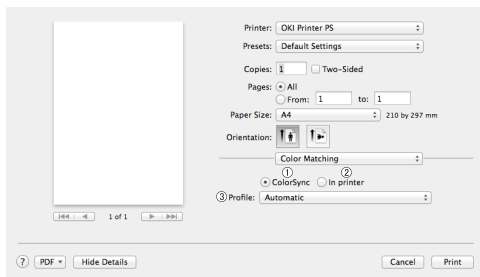 Printer: OKI Printer PS
Presets: Default Settings
Copies: 1 Two-Sided
Pages: All
From: 1 to: 1
Paper Size: A4 210 by 297 mm
Orientation:
Color Matching
① ②
ColorSync In printer
③ Profile: Automatic
1 of 1
? PDF Hide Details Cancel Print